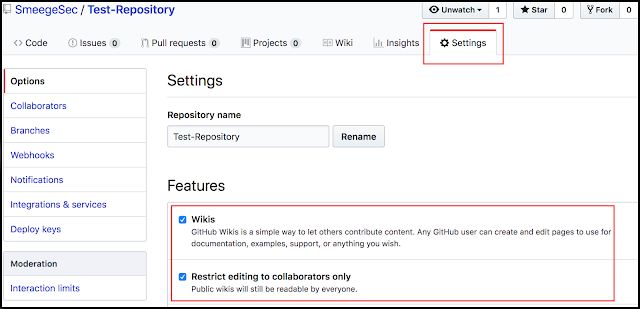 SmeegeSec / Test-Repository
Unwatch 1 Star 0 Fork 0
Code Issues 0 Pull requests 0 Projects 0 Wiki Insights Settings
Options
Collaborators
Branches
Webhooks
Notifications
Integrations & services
Deploy keys
Moderation
Interaction limits
Settings
Repository name
Test-Repository Rename
Features
Wikis
GitHub Wikis is a simple way to let others contribute content. Any GitHub user can create and edit pages to use for
documentation, examples, support, or anything you wish.
Restrict editing to collaborators only
Public wikis will still be readable by everyone.